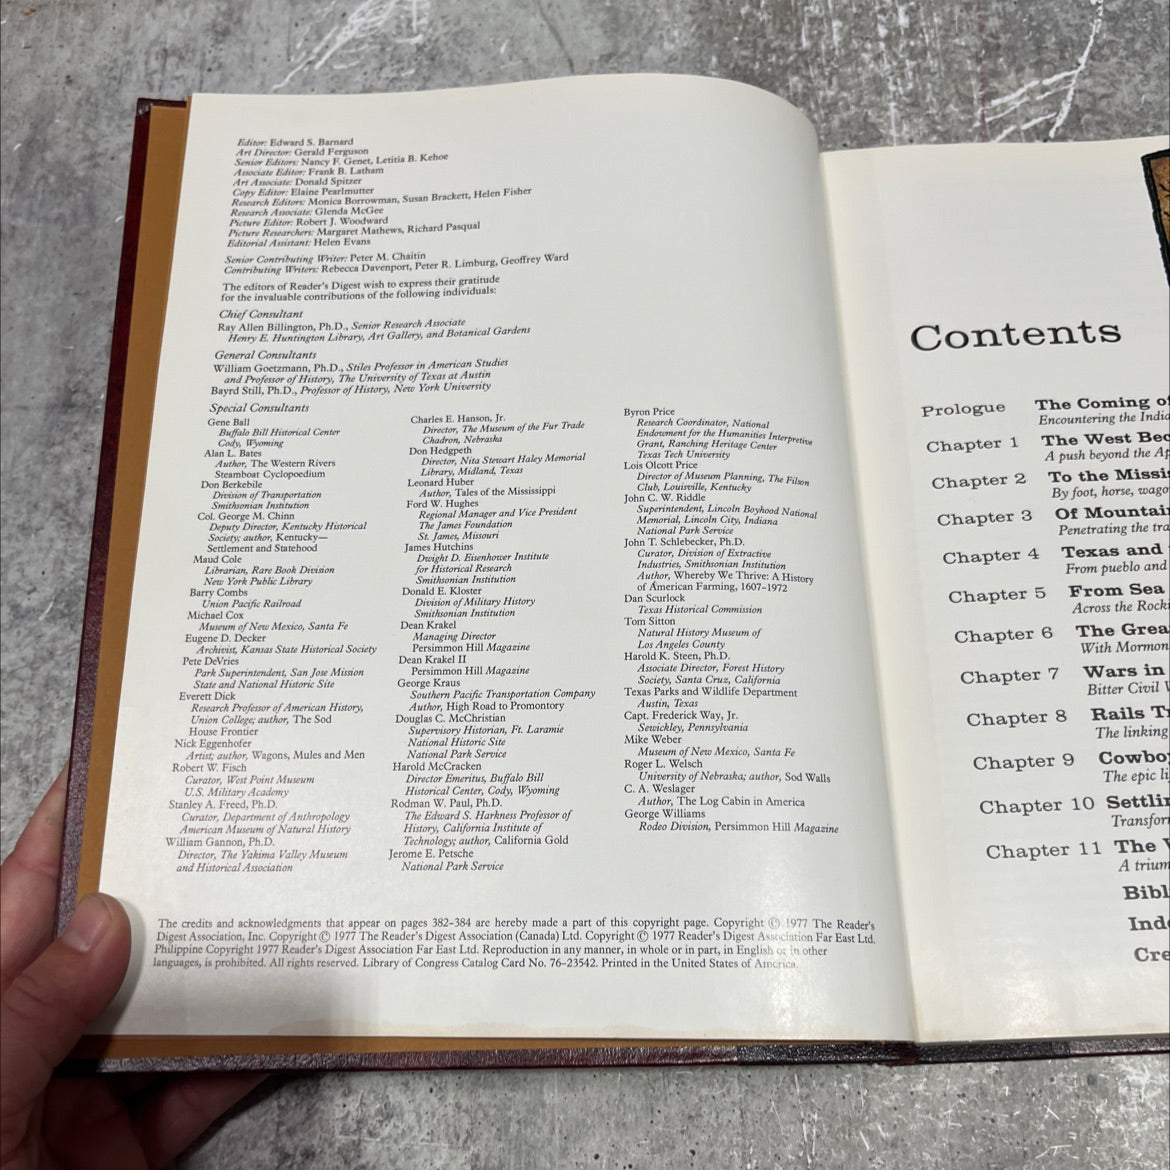 Editor: Edward S. Barnard
Art Director: Gerald Ferguson
Senior Editors: Nancy F. Genet, Letitia B. Kehoe
Associate Editor: Frank B. Latham
Art Associate: Donald Spitzer
Copy Editor: Elaine Pearlmutter
Research Editors: Monica Borrowman, Susan Brackett, Helen Fisher
Research Associate: Glenda McGee
Picture Editor: Robert J. Woodward
Picture Researchers: Margaret Mathews, Richard Pasqual
Editorial Assistant: Helen Evans
Senior Contributing Writer: Peter M. Chaitin
Contributing Writers: Rebecca Davenport, Peter R. Limburg, Geoffrey Ward
The editors of Reader's Digest wish to express their gratitude
for the invaluable contributions of the following individuals:
Chief Consultant
Ray Allen Billington, Ph.D., Senior Research Associate
Henry E. Huntington Library, Art Gallery, and Botanical Gardens
General Consultants
William Goetzmann, Ph.D., Stiles Professor in American Studies
and Professor of History, The University of Texas at Austin
Bayrd Still, Ph.D., Professor of History, New York University
Special Consultants
Gene Ball
Buffalo Bill Historical Center
Cody, Wyoming
Alan L. Bates
Author, The Western Rivers
Steamboat Cyclopoedium
Don Berkebile
Division of Transportation
Smithsonian Institution
Col. George M. Chinn
Deputy Director, Kentucky Historical
Society; author, Kentucky—
Settlement and Statehood
Maud Cole
Librarian, Rare Book Division
New York Public Library
Barry Combs
Union Pacific Railroad
Michael Cox
Museum of New Mexico, Santa Fe
Eugene D. Decker
Archivist, Kansas State Historical Society
Pete DeVries
Park Superintendent, San Jose Mission
State and National Historic Site
Everett Dick
Research Professor of American History,
Union College; author, The Sod
House Frontier
Nick Eggenhofer
Artist; author, Wagons, Mules and Men
Robert W. Fisch
Curator, West Point Museum
U.S. Military Academy
Stanley A. Freed, Ph.D.
Curator, Department of Anthropology
American Museum of Natural History
William Gannon, Ph.D.
Director, The Yakima Valley Museum
and Historical Association
Charles E. Hanson, Jr.
Director, The Museum of the Fur Trade
Chadron, Nebraska
Don Hedgpeth
Director, Nita Stewart Haley Memorial
Library, Midland, Texas
Leonard Huber
Author, Tales of the Mississippi
Ford W. Hughes
Regional Manager and Vice President
The James Foundation
St. James, Missouri
James Hutchins
Dwight D. Eisenhower Institute
for Historical Research
Smithsonian Institution
Donald E. Kloster
Division of Military History
Smithsonian Institution
Dean Krakel
Managing Director
Persimmon Hill Magazine
Dean Krakel II
Persimmon Hill Magazine
George Kraus
Southern Pacific Transportation Company
Author, High Road to Promontory
Douglas C. McChristian
Supervisory Historian, Ft. Laramie
National Historic Site
National Park Service
Harold McCracken
Director Emeritus, Buffalo Bill
Historical Center, Cody, Wyoming
Rodman W. Paul, Ph.D.
The Edward S. Harkness Professor of
History, California Institute of
Technology; author, California Gold
Jerome E. Petsche
National Park Service
Byron Price
Research Coordinator, National
Endowment for the Humanities Interpretive
Grant, Ranching Heritage Center
Texas Tech University
Lois Olcott Price
Director of Museum Planning, The Filson
Club, Louisville, Kentucky
John C. W. Riddle
Superintendent, Lincoln Boyhood National
Memorial, Lincoln City, Indiana
National Park Service
John T. Schlebecker, Ph.D.
Curator, Division of Extractive
Industries, Smithsonian Institution
Author, Whereby We Thrive: A History
of American Farming, 1607-1972
Dan Scurlock
Texas Historical Commission
Tom Sitton
Natural History Museum of
Los Angeles County
Harold K. Steen, Ph.D.
Associate Director, Forest History
Society, Santa Cruz, California
Texas Parks and Wildlife Department
Austin, Texas
Capt. Frederick Way, Jr.
Sewickley, Pennsylvania
Mike Weber
Museum of New Mexico, Santa Fe
Roger L. Welsch
University of Nebraska; author, Sod Walls
C. A. Weslager
Author, The Log Cabin in America
George Williams
Rodeo Division, Persimmon Hill Magazine
The credits and acknowledgments that appear on pages 382-384 are hereby made a part of this copyright page. Copyright © 1977 The Reader's
Digest Association, Inc. Copyright © 1977 The Reader's Digest Association (Canada) Ltd. Copyright © 1977 Reader's Digest Association Far East Ltd.
Philippine Copyright 1977 Reader's Digest Association Far East Ltd. Reproduction in any manner, in whole or in part, in English or in other
languages, is prohibited. All rights reserved. Library of Congress Catalog Card No. 76-23542. Printed in the United States of America.
Contents
Prologue The Coming of
Encountering the India
Chapter 1 The West Bec
A push beyond the Ap
Chapter 2 To the Missis
By foot, horse, wago
Chapter 3 Of Mountai
Penetrating the tra
Chapter 4 Texas and
From pueblo and
Chapter 5 From Sea
Across the Rocki
Chapter 6 The Grea
With Mormon
Chapter 7 Wars in
Bitter Civil W
Chapter 8 Rails T
The linking
Chapter 9 Cowbo
The epic li
Chapter 10 Settlin
Transfor
Chapter 11 The W
A trium
Bibl
Ind
Cre